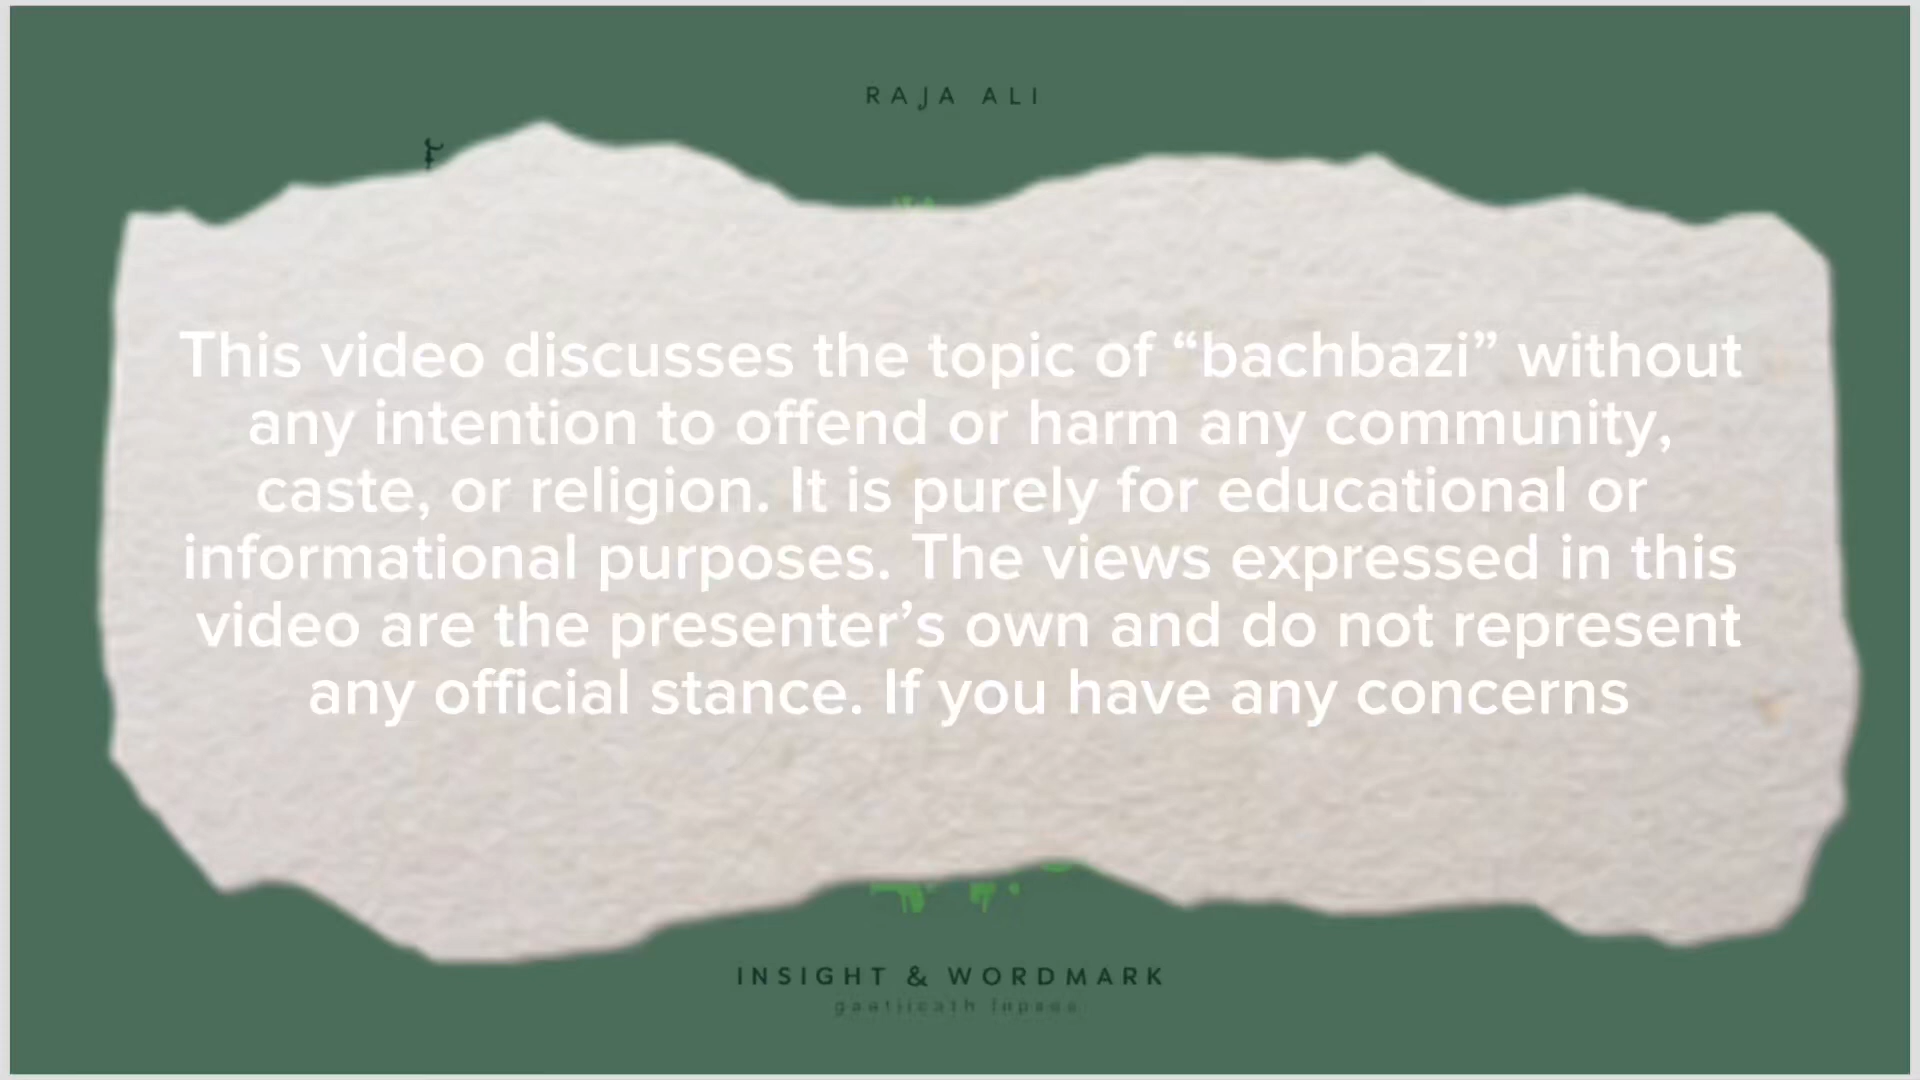 RAJA ALI
This video discusses the topic of “bachbazi” without
any intention to offend or harm any community,
caste, or religion. It is purely for educational or
informational purposes. The views expressed in this
video are the presenter’s own and do not represent
any official stance. If you have any concerns
INSIGHT & WORDMARK